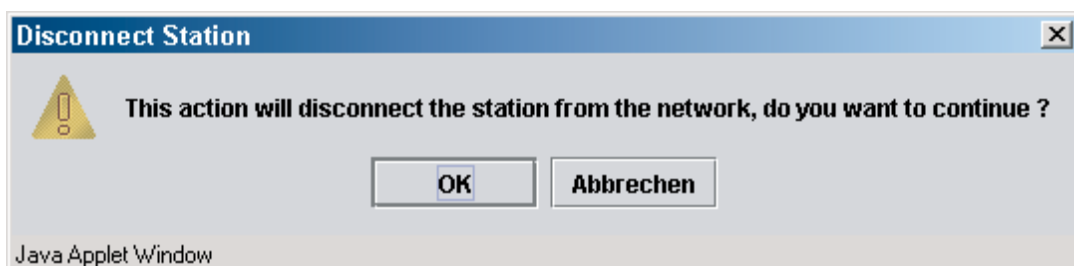 Disconnect Station
This action will disconnect the station from the network, do you want to continue ?
OK Abbrechen
Java Applet Window